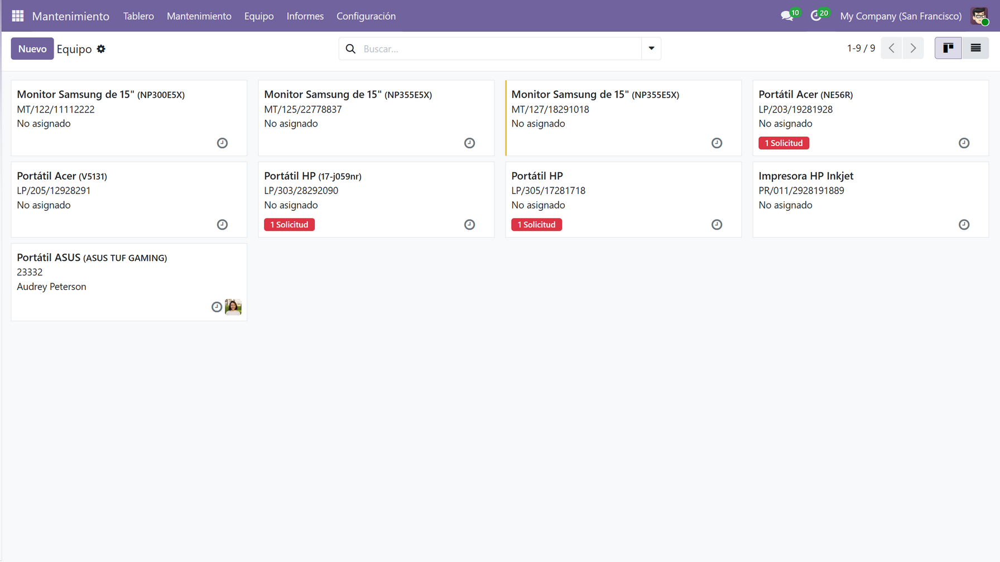 Mantenimiento Tablero Mantenimiento Equipo Informes Configuración 10 20 My Company (San Francisco)
Nuevo Equipo Buscar... 1-9 / 9
Monitor Samsung de 15" (NP300E5X)
MT/122/11112222
No asignado
Monitor Samsung de 15" (NP355E5X)
MT/125/22778837
No asignado
Monitor Samsung de 15" (NP355E5X)
MT/127/18291018
No asignado
Portátil Acer (NE56R)
LP/203/19281928
No asignado
1 Solicitud
Portátil Acer (V5131)
LP/205/12928291
No asignado
Portátil HP (17-j059nr)
LP/303/28292090
No asignado
1 Solicitud
Portátil HP
LP/305/17281718
No asignado
1 Solicitud
Impresora HP Inkjet
PR/011/2928191889
No asignado
Portátil ASUS (ASUS TUF GAMING)
23332
Audrey Peterson